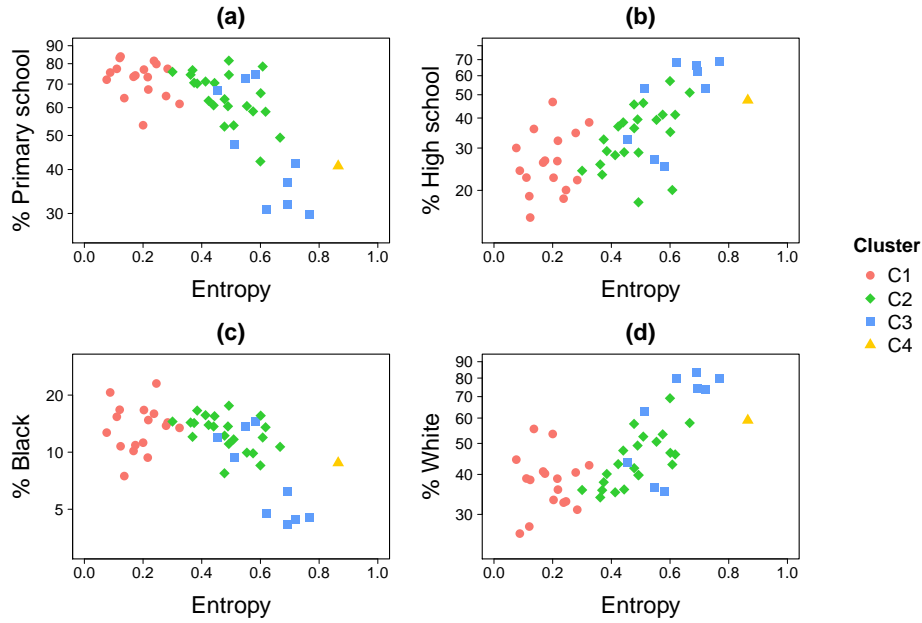 (a)
% Primary school
90
80
70
60
50
40
30
0.0 0.2 0.4 0.6 0.8 1.0
Entropy
(b)
% High school
70
60
50
40
30
20
0.0 0.2 0.4 0.6 0.8 1.0
Entropy
(c)
% Black
20
10
5
0.0 0.2 0.4 0.6 0.8 1.0
Entropy
(d)
% White
90
80
70
60
50
40
30
0.0 0.2 0.4 0.6 0.8 1.0
Entropy
Cluster
C1
C2
C3
C4